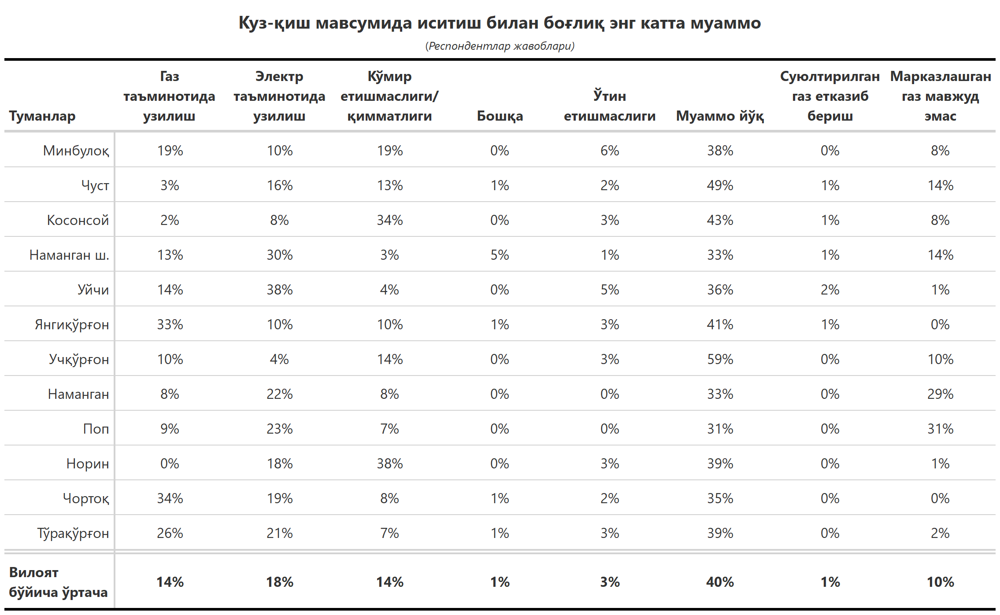 Куз-қиш мавсумида иситиш билан боғлиқ энг катта муаммо
(Респондентлар жавоблари)
Туманлар Газ таъминотида узилиш Электр таъминотида узилиш Кўмир етишмаслиги/ қимматлиги Бошқа Ўтин етишмаслиги Муаммо йўқ Суюлтирилган газ етказиб бериш Марказлашган газ мавжуд эмас
Минбулоқ 19% 10% 19% 0% 6% 38% 0% 8%
Чуст 3% 16% 13% 1% 2% 49% 1% 14%
Косонсой 2% 8% 34% 0% 3% 43% 1% 8%
Наманган ш. 13% 30% 3% 5% 1% 33% 1% 14%
Уйчи 14% 38% 4% 0% 5% 36% 2% 1%
Янгиқўрғон 33% 10% 10% 1% 3% 41% 1% 0%
Учқўрғон 10% 4% 14% 0% 3% 59% 0% 10%
Наманган 8% 22% 8% 0% 0% 33% 0% 29%
Поп 9% 23% 7% 0% 0% 31% 0% 31%
Норин 0% 18% 38% 0% 3% 39% 0% 1%
Чортоқ 34% 19% 8% 1% 2% 35% 0% 0%
Тўрақўрғон 26% 21% 7% 1% 3% 39% 0% 2%
Вилоят бўйича ўртача 14% 18% 14% 1% 3% 40% 1% 10%